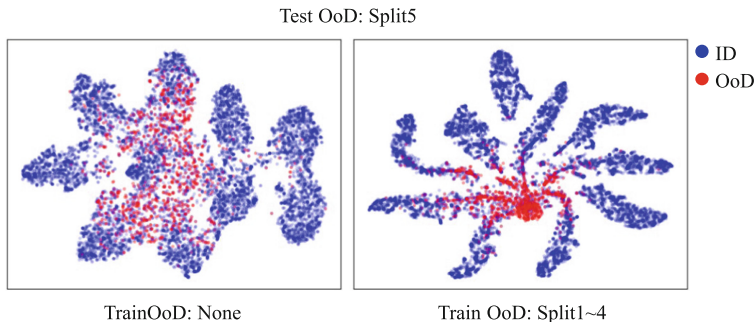 Test OoD: Split5
ID
OoD
TrainOoD: None
Train OoD: Split1~4